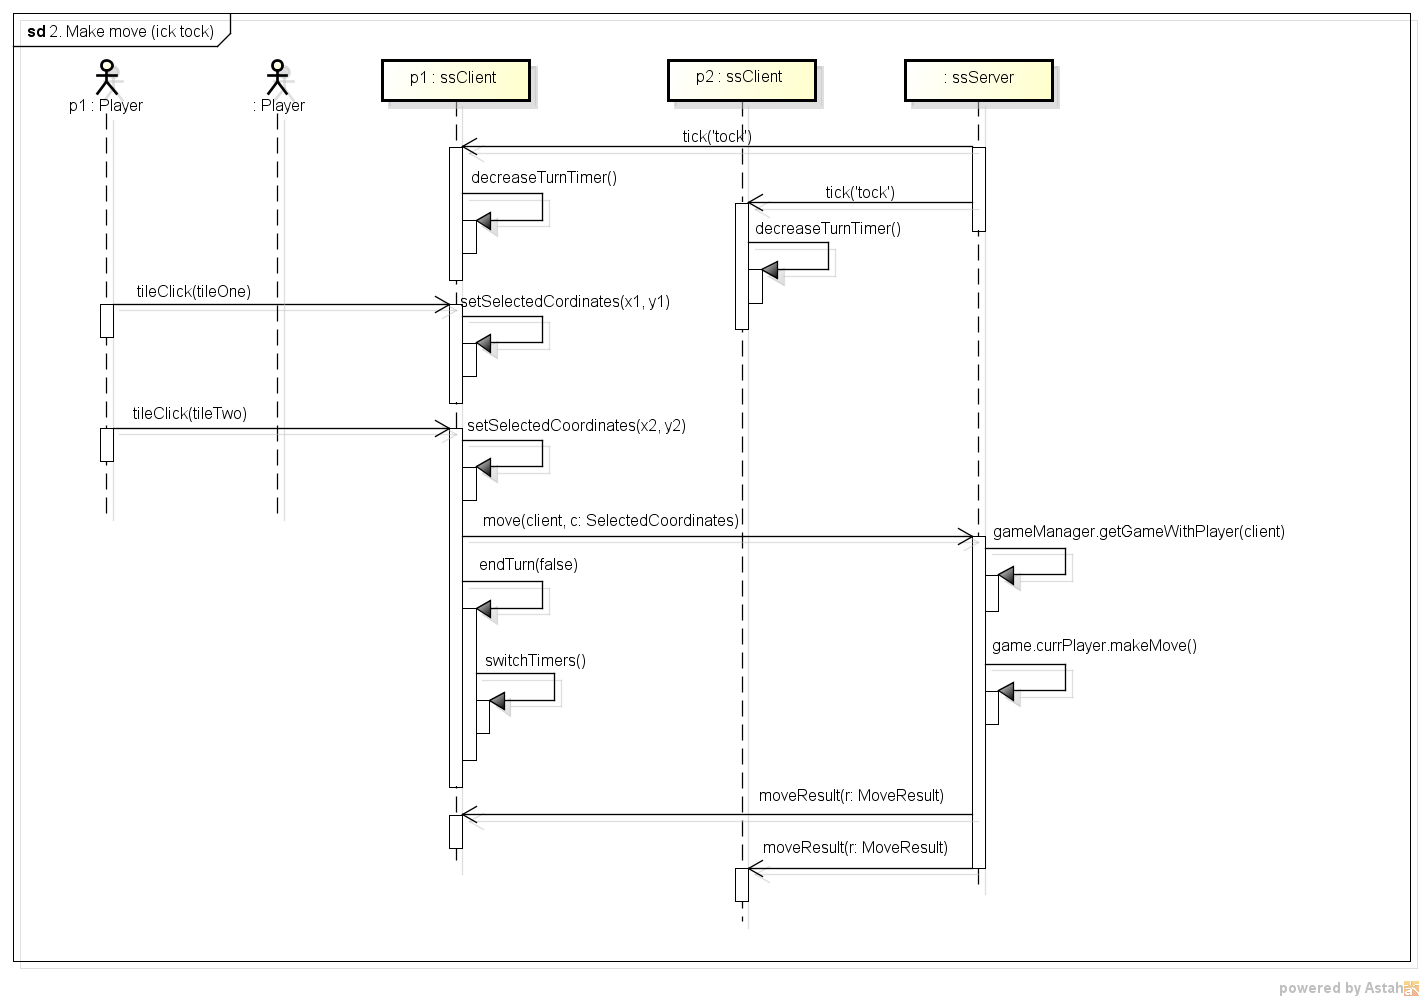 sd 2. Make move (ick tock)
p1 : Player
: Player
p1 : ssClient
p2 : ssClient
: ssServer
tick('tock')
decreaseTurnTimer()
tick('tock')
decreaseTurnTimer()
tileClick(tileOne)
setSelectedCordinates(x1, y1)
tileClick(tileTwo)
setSelectedCoordinates(x2, y2)
move(client, c: SelectedCoordinates)
gameManager.getGameWithPlayer(client)
endTurn(false)
game.currPlayer.makeMove()
switchTimers()
moveResult(r: MoveResult)
moveResult(r: MoveResult)
powered by Astah